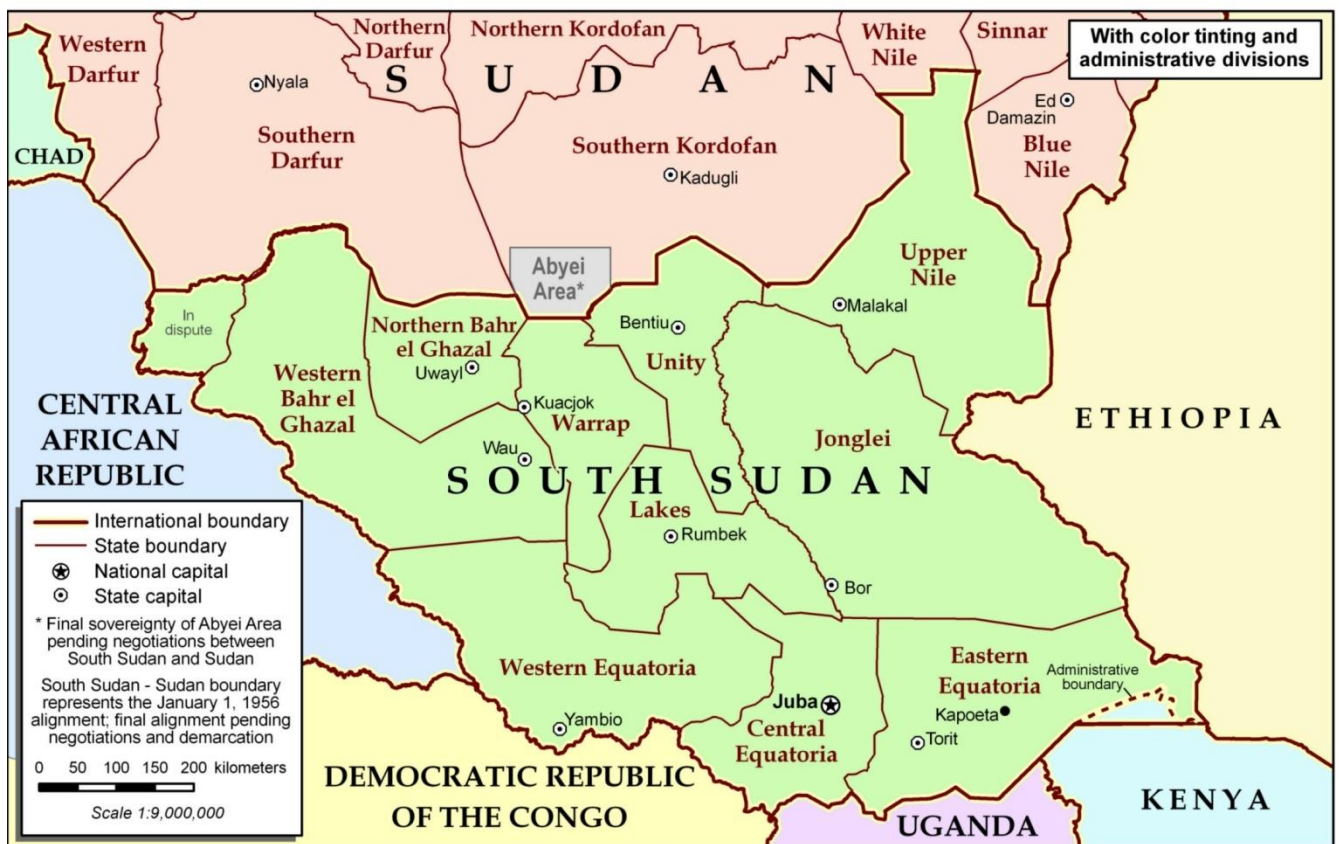 Western
Darfur
Northern
Darfur
Northern Kordofan
White
Nile
Sinnar
With color tinting and
administrative divisions
SUDAN
Nyala
Ed
Damazin
Southern
Darfur
Southern Kordofan
Blue
Nile
CHAD
Kadugli
Abyei
Area*
Upper
Nile
Malakal
In
dispute
Northern Bahr
el Ghazal
Uwayl
Bentiu
Unity
Western
Bahr el
Ghazal
Kuacjok
Warrap
CENTRAL
AFRICAN
REPUBLIC
ETHIOPIA
Jonglei
Wau
SOUTH SUDAN
Lakes
Rumbek
Bor
International boundary
State boundary
National capital
State capital
* Final sovereignty of Abyei Area
pending negotiations between
South Sudan and Sudan
South Sudan - Sudan boundary
represents the January 1, 1956
alignment; final alignment pending
negotiations and demarcation
0 50 100 150 200 kilometers
Scale 1:9,000,000
Western Equatoria
Yambio
Juba
Central
Equatoria
Eastern
Equatoria
Administrative
boundary
Kapoeta
Torit
DEMOCRATIC REPUBLIC
OF THE CONGO
UGANDA
KENYA